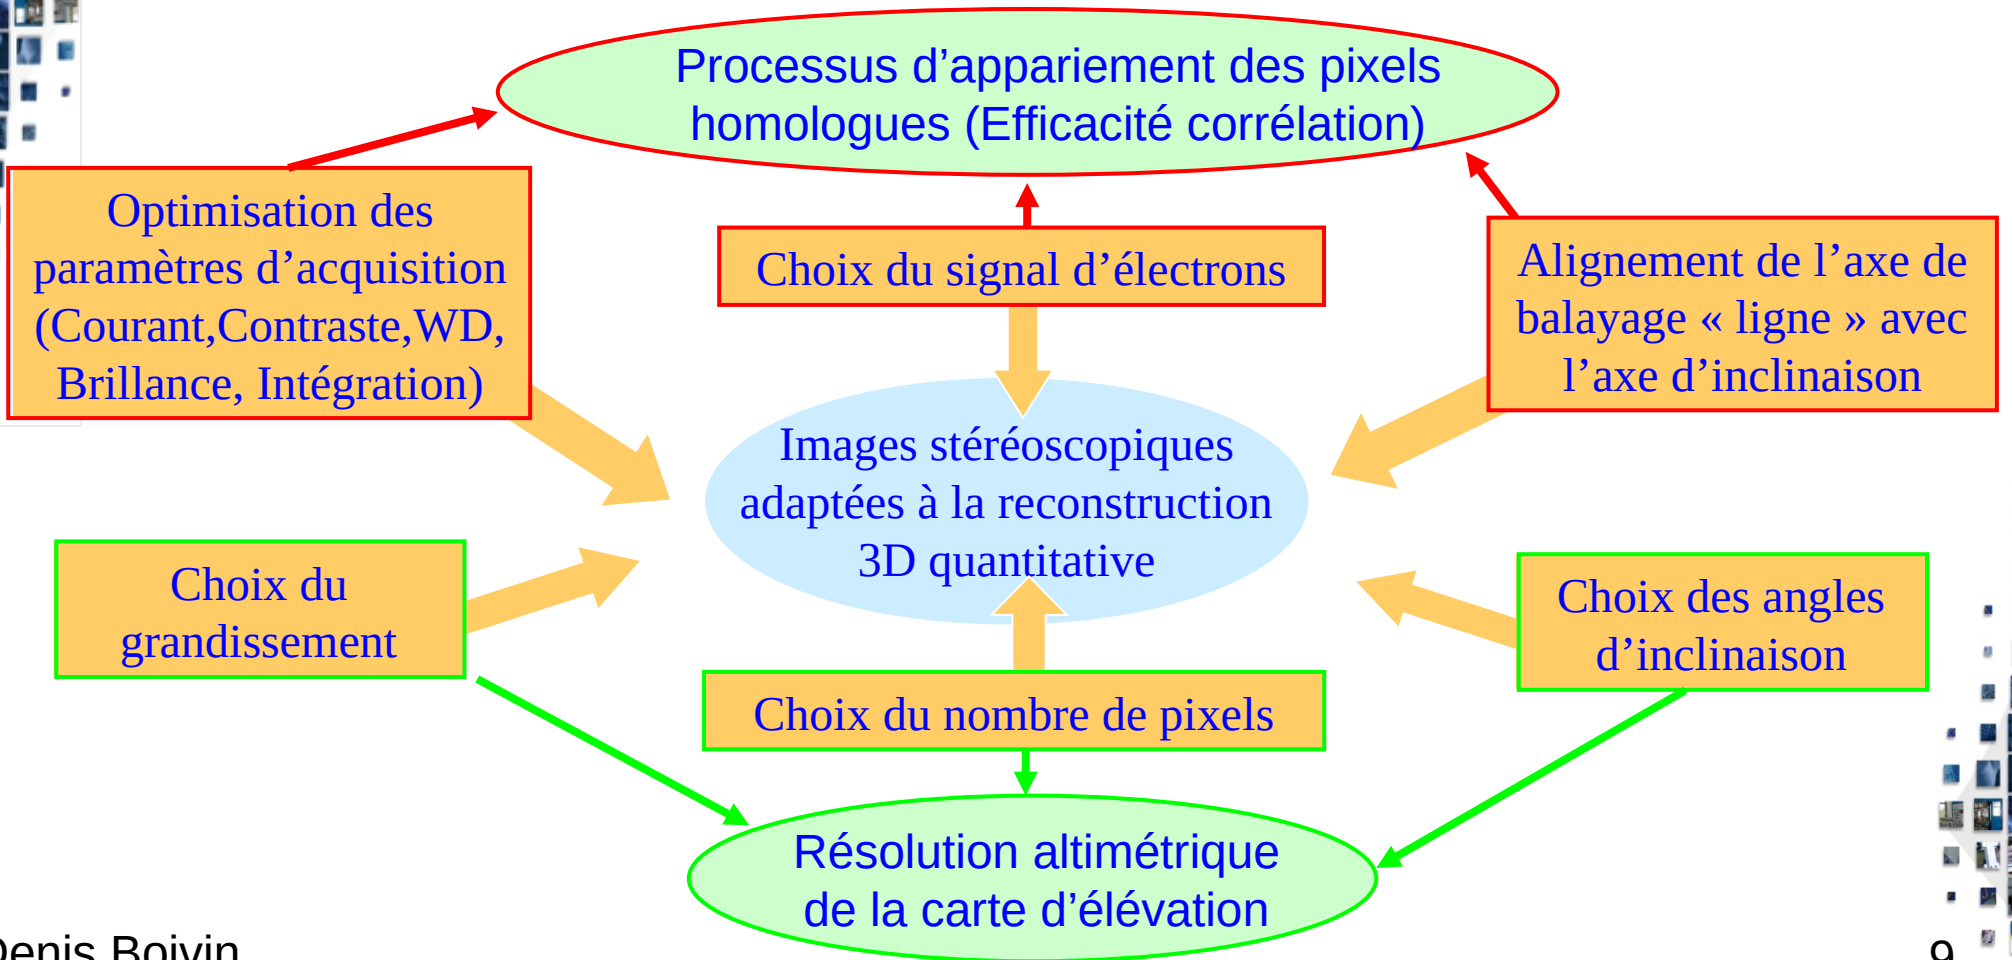 Processus d’appariement des pixels
homologues (Efficacité corrélation)
Optimisation des
paramètres d’acquisition
(Courant,Contraste,WD,
Brillance, Intégration)
Choix du signal d’électrons
Alignement de l’axe de
balayage « ligne » avec
l’axe d’inclinaison
Images stéréoscopiques
adaptées à la reconstruction
3D quantitative
Choix du
grandissement
Choix des angles
d’inclinaison
Choix du nombre de pixels
Résolution altimétrique
de la carte d’élévation
Denis Boivin
9